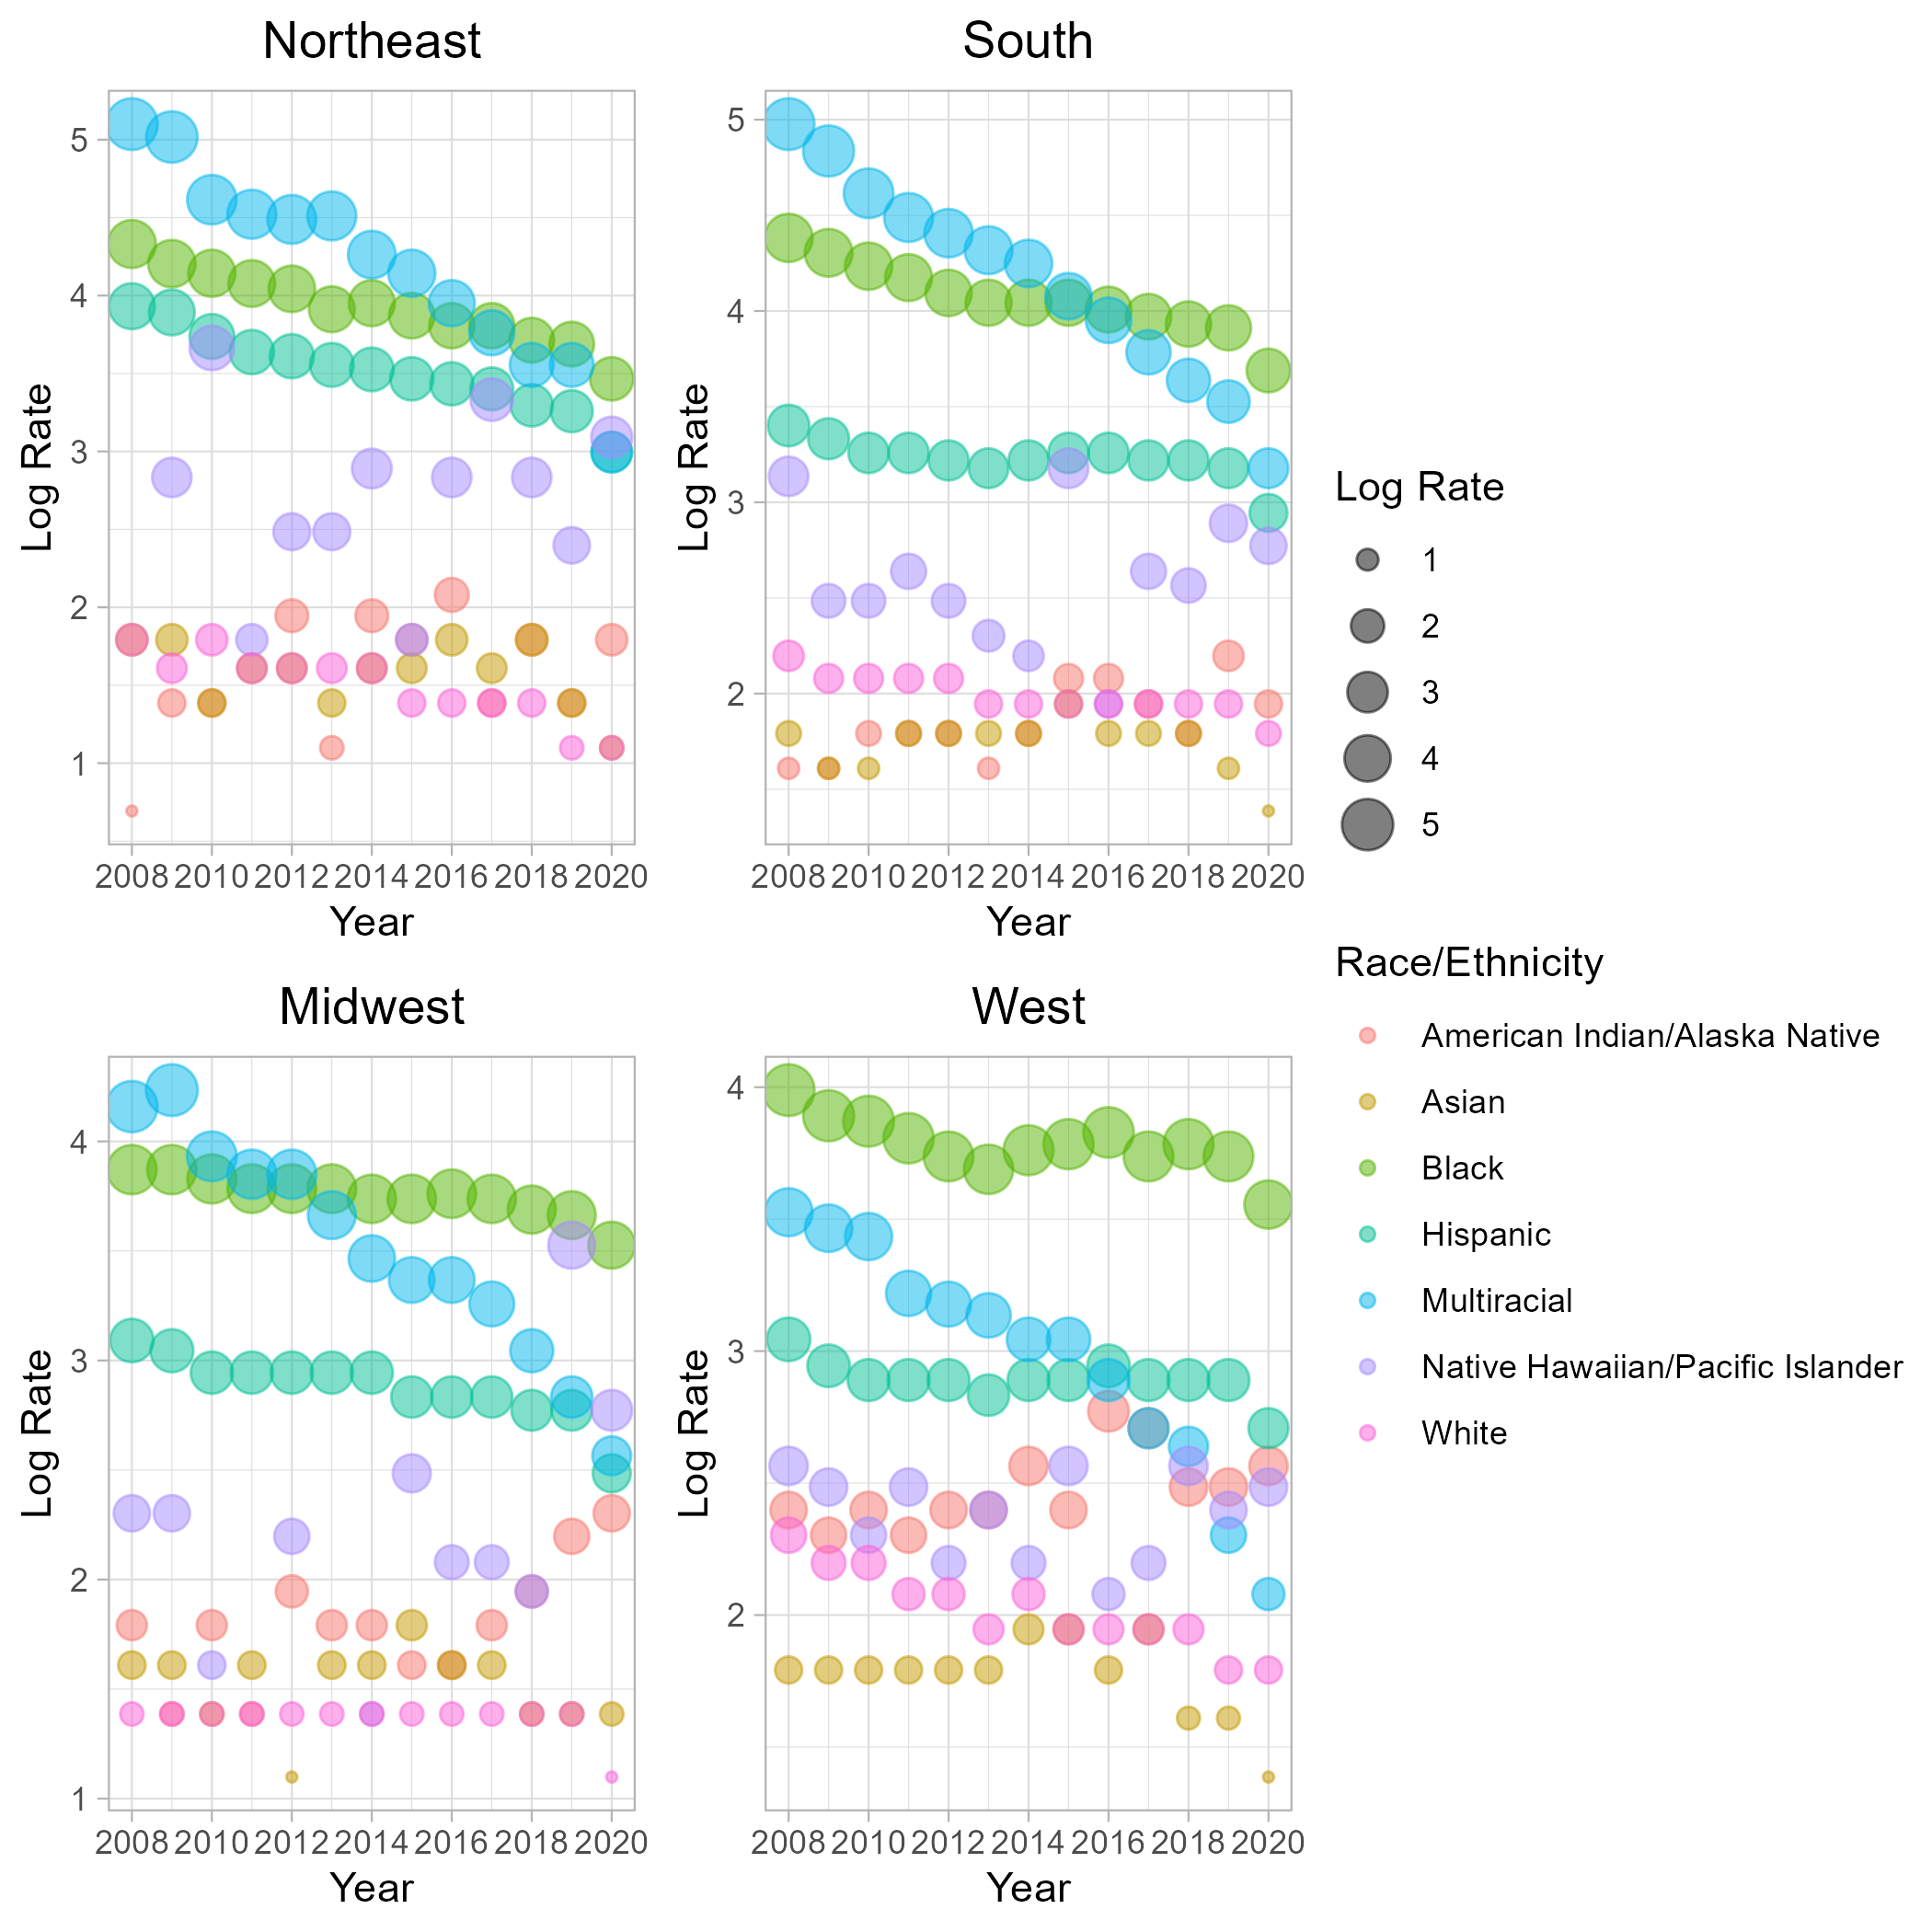 Northeast
5
4
3
2
1
Log Rate
2008 2010 2012 2014 2016 2018 2020
Year
South
5
4
3
2
Log Rate
2008 2010 2012 2014 2016 2018 2020
Year
Log Rate
1
2
3
4
5
Midwest
4
3
2
1
Log Rate
2008 2010 2012 2014 2016 2018 2020
Year
West
4
3
2
Log Rate
2008 2010 2012 2014 2016 2018 2020
Year
Race/Ethnicity
American Indian/Alaska Native
Asian
Black
Hispanic
Multiracial
Native Hawaiian/Pacific Islander
White